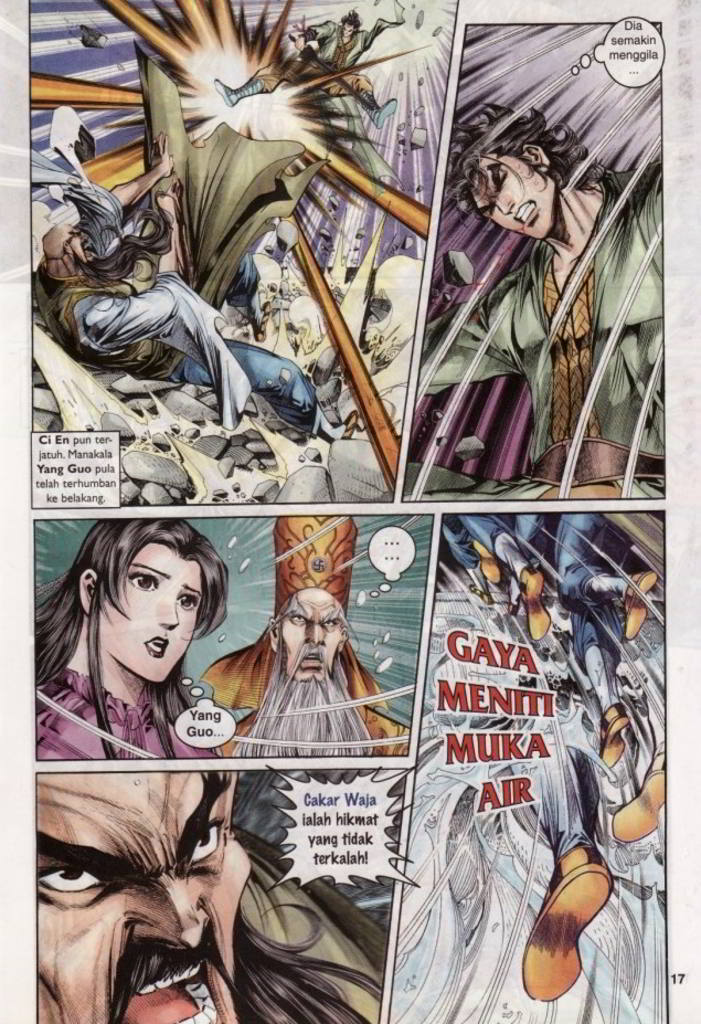 Dia
semakin
menggila
...
Ci En pun ter-
jatuh. Manakala
Yang Guo pula
telah terhumban
ke belakang.
...
...
Yang
Guo...
GAYA
MENITI
MUKA
AIR
Cakar Waja
ialah hikmat
yang tidak
terkalah!
17